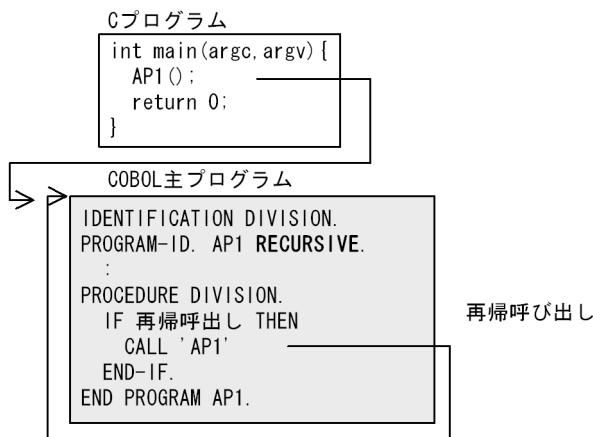 Cプログラム
int main(argc,argv){
AP1();
return 0;
}
COBOL主プログラム
IDENTIFICATION DIVISION.
PROGRAM-ID. AP1 RECURSIVE.
:
PROCEDURE DIVISION.
IF 再帰呼出し THEN
CALL 'AP1'
END-IF.
END PROGRAM AP1.
再帰呼び出し